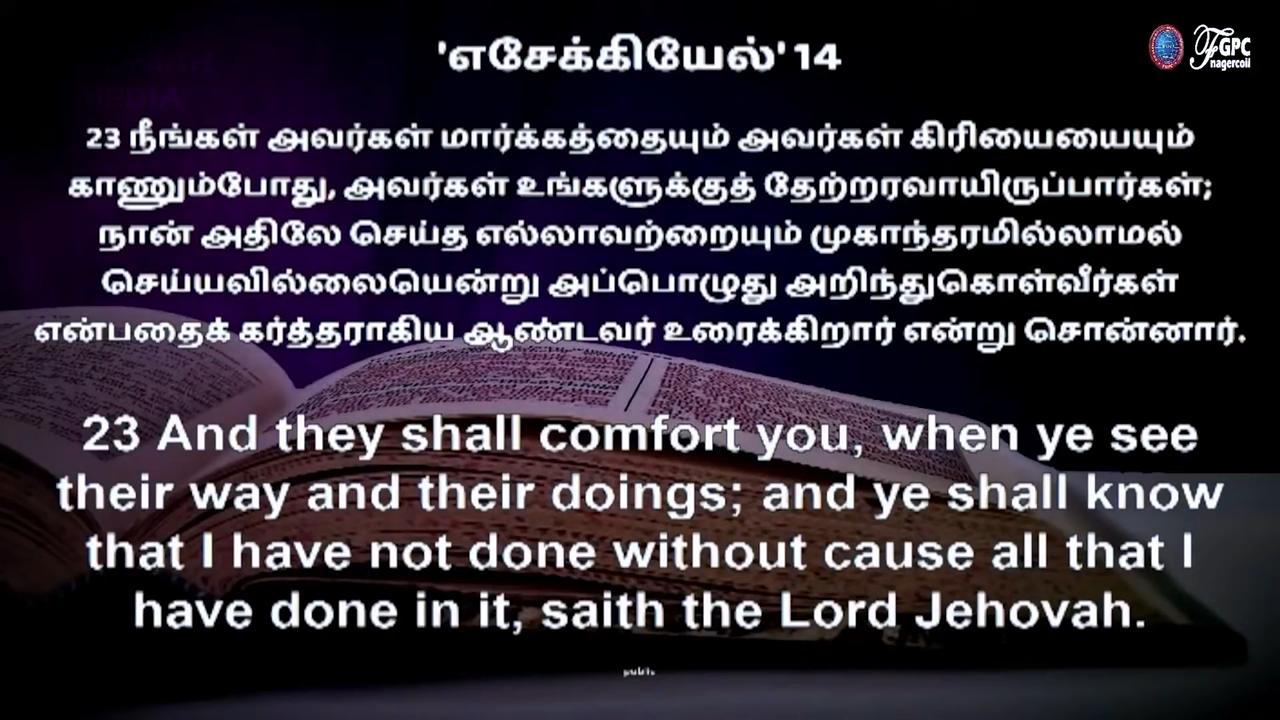 'எசேக்கியேல்' 14
FGPC
nagercoil
23 நீங்கள் அவர்கள் மார்க்கத்தையும் அவர்கள் கிரியையையும்
காணும்போது, அவர்கள் உங்களுக்குத் தேற்றரவாயிருப்பார்கள்;
நான் அதிலே செய்த எல்லாவற்றையும் முகாந்தரமில்லாமல்
செய்யவில்லையென்று அப்பொழுது அறிந்துகொள்வீர்கள்
என்பதைக் கர்த்தராகிய ஆண்டவர் உரைக்கிறார் என்று சொன்னார்.
23 And they shall comfort you, when ye see
their way and their doings; and ye shall know
that I have not done without cause all that I
have done in it, saith the Lord Jehovah.